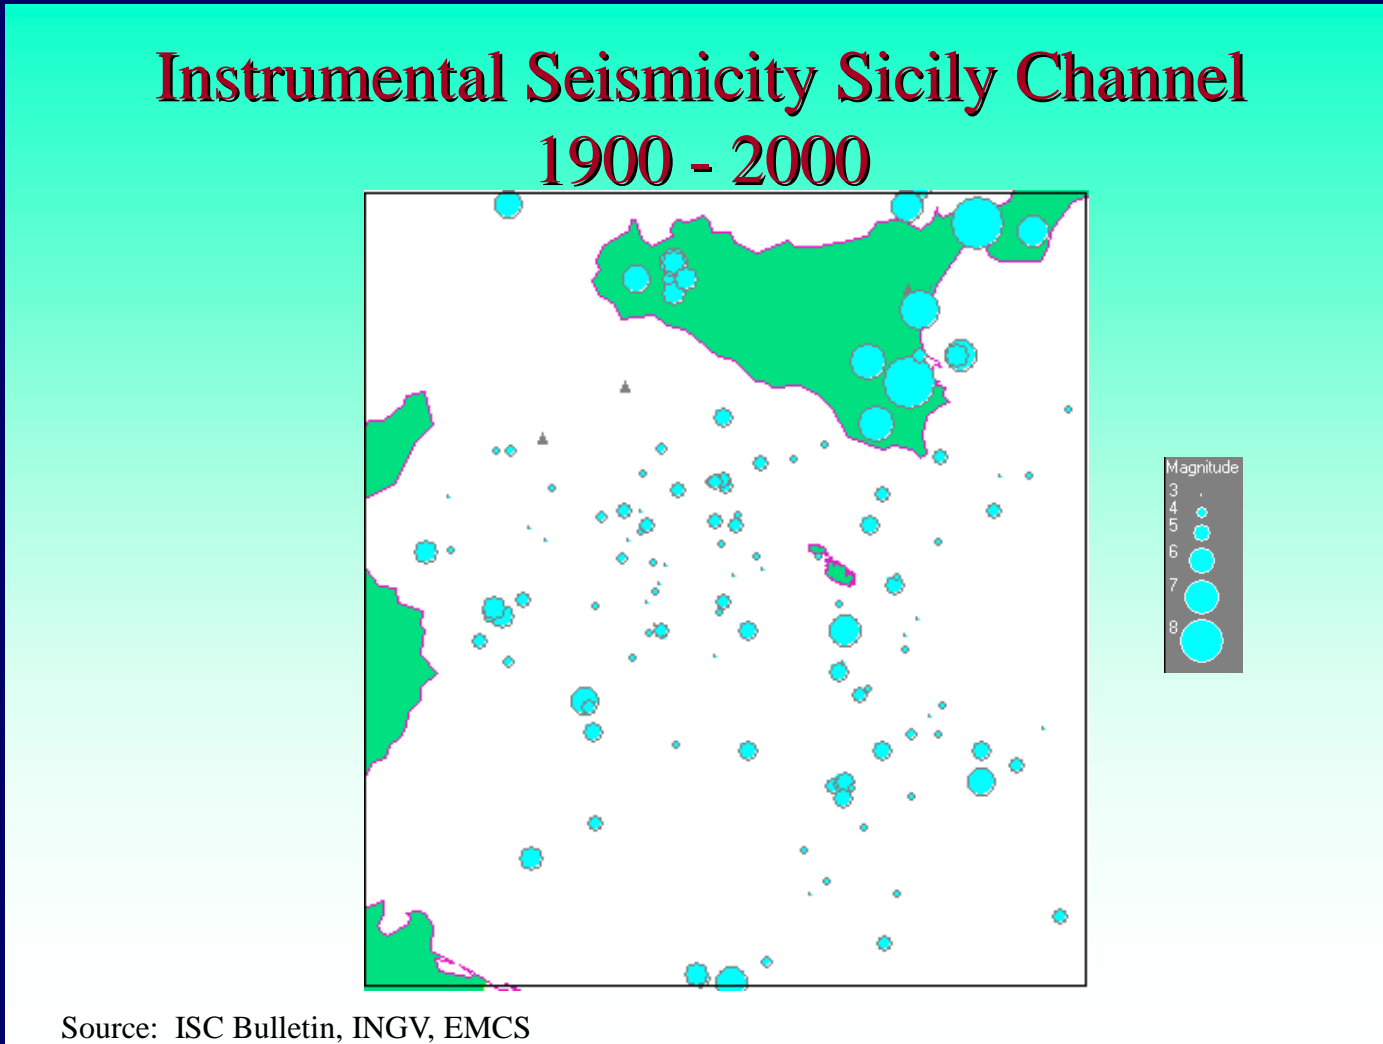 Instrumental Seismicity Sicily Channel
1900 - 2000
Magnitude
3
4
5
6
7
8
Source: ISC Bulletin, INGV, EMCS